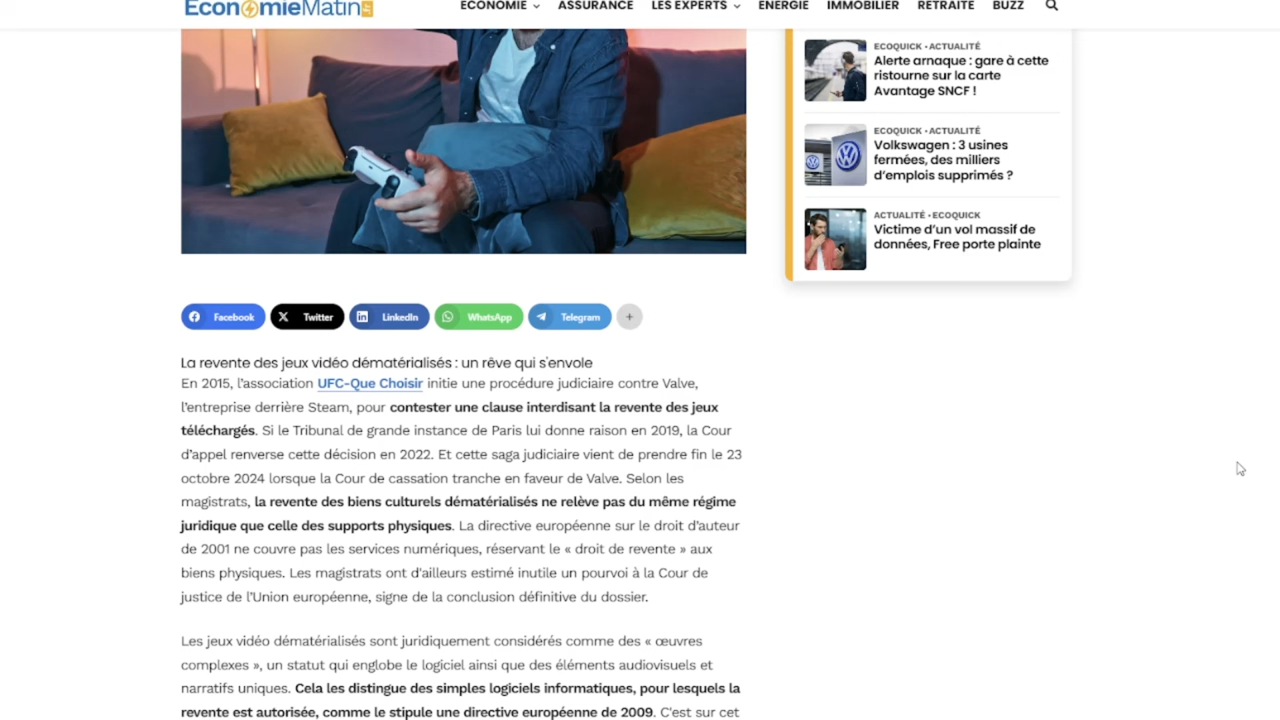 ÉconomieMatin
ÉCONOMIE
ASSURANCE
LES EXPERTS
ÉNERGIE
IMMOBILIER
RETRAITE
BUZZ
ECOQUICK • ACTUALITÉ
Alerte arnaque : gare à cette
ristourne sur la carte
Avantage SNCF !
ECOQUICK • ACTUALITÉ
Volkswagen : 3 usines
fermées, des milliers
d’emplois supprimés ?
ACTUALITÉ • ECOQUICK
Victime d’un vol massif de
données, Free porte plainte
Facebook
Twitter
LinkedIn
WhatsApp
Telegram
+
La revente des jeux vidéo dématérialisés : un rêve qui s'envole
En 2015, l’association UFC-Que Choisir initie une procédure judiciaire contre Valve,
l’entreprise derrière Steam, pour contester une clause interdisant la revente des jeux
téléchargés. Si le Tribunal de grande instance de Paris lui donne raison en 2019, la Cour
d’appel renverse cette décision en 2022. Et cette saga judiciaire vient de prendre fin le 23
octobre 2024 lorsque la Cour de cassation tranche en faveur de Valve. Selon les
magistrats, la revente des biens culturels dématérialisés ne relève pas du même régime
juridique que celle des supports physiques. La directive européenne sur le droit d’auteur
de 2001 ne couvre pas les services numériques, réservant le « droit de revente » aux
biens physiques. Les magistrats ont d'ailleurs estimé inutile un pourvoi à la Cour de
justice de l’Union européenne, signe de la conclusion définitive du dossier.
Les jeux vidéo dématérialisés sont juridiquement considérés comme des « œuvres
complexes », un statut qui englobe le logiciel ainsi que des éléments audiovisuels et
narratifs uniques. Cela les distingue des simples logiciels informatiques, pour lesquels la
revente est autorisée, comme le stipule une directive européenne de 2009. C'est sur cet